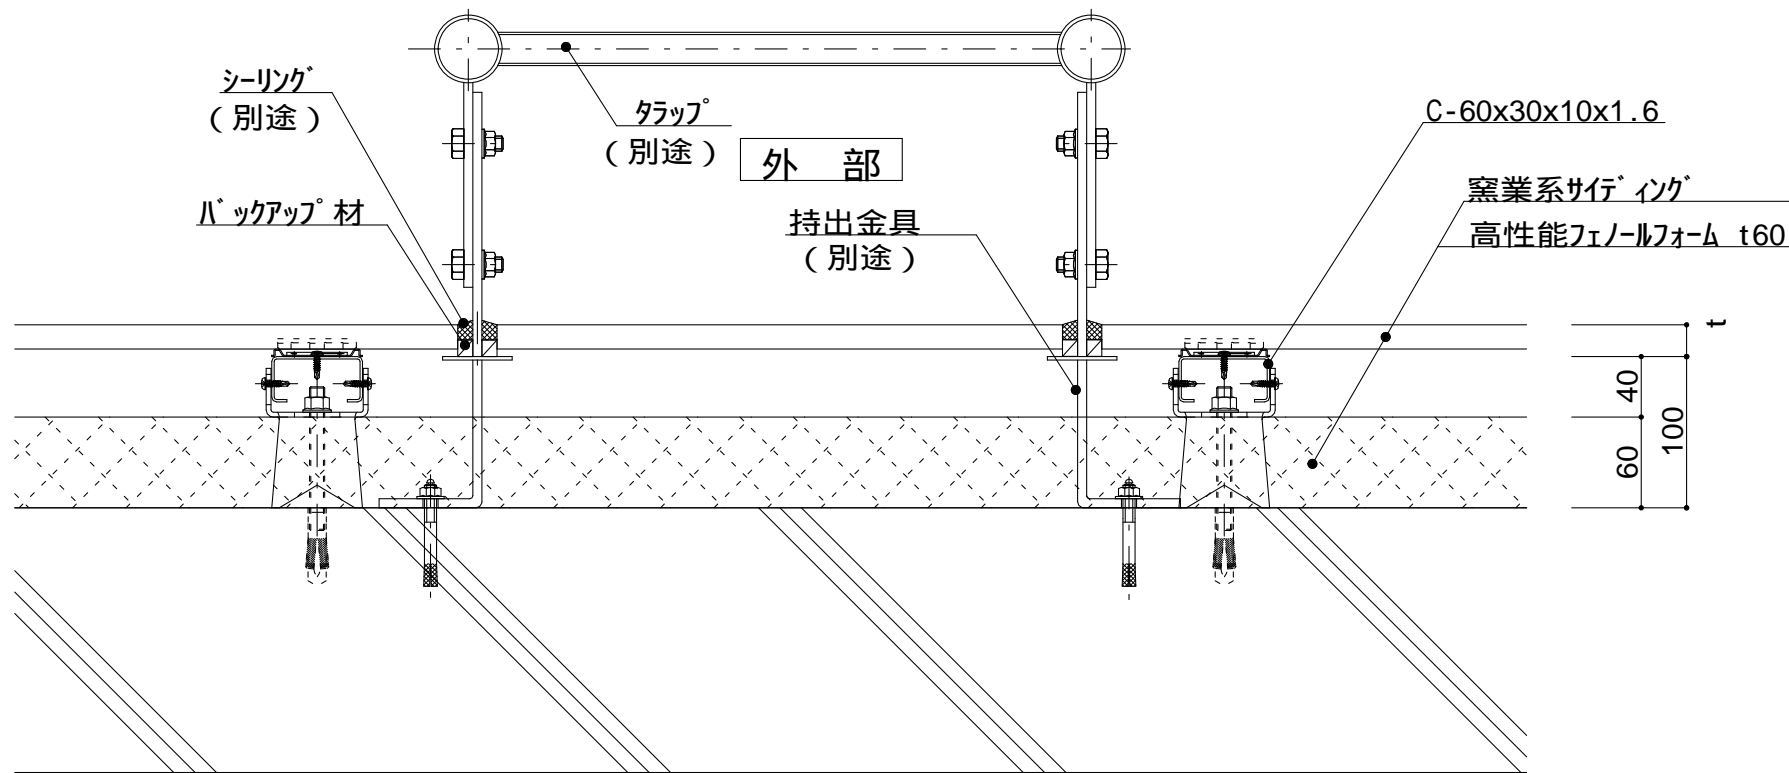 シーリング
（別途）
タラップ
（別途）
外　部
C-60x30x10x1.6
窯業系サイディング
高性能フェノールフォーム t60
バックアップ材
持出金具
（別途）
t
40
100
60